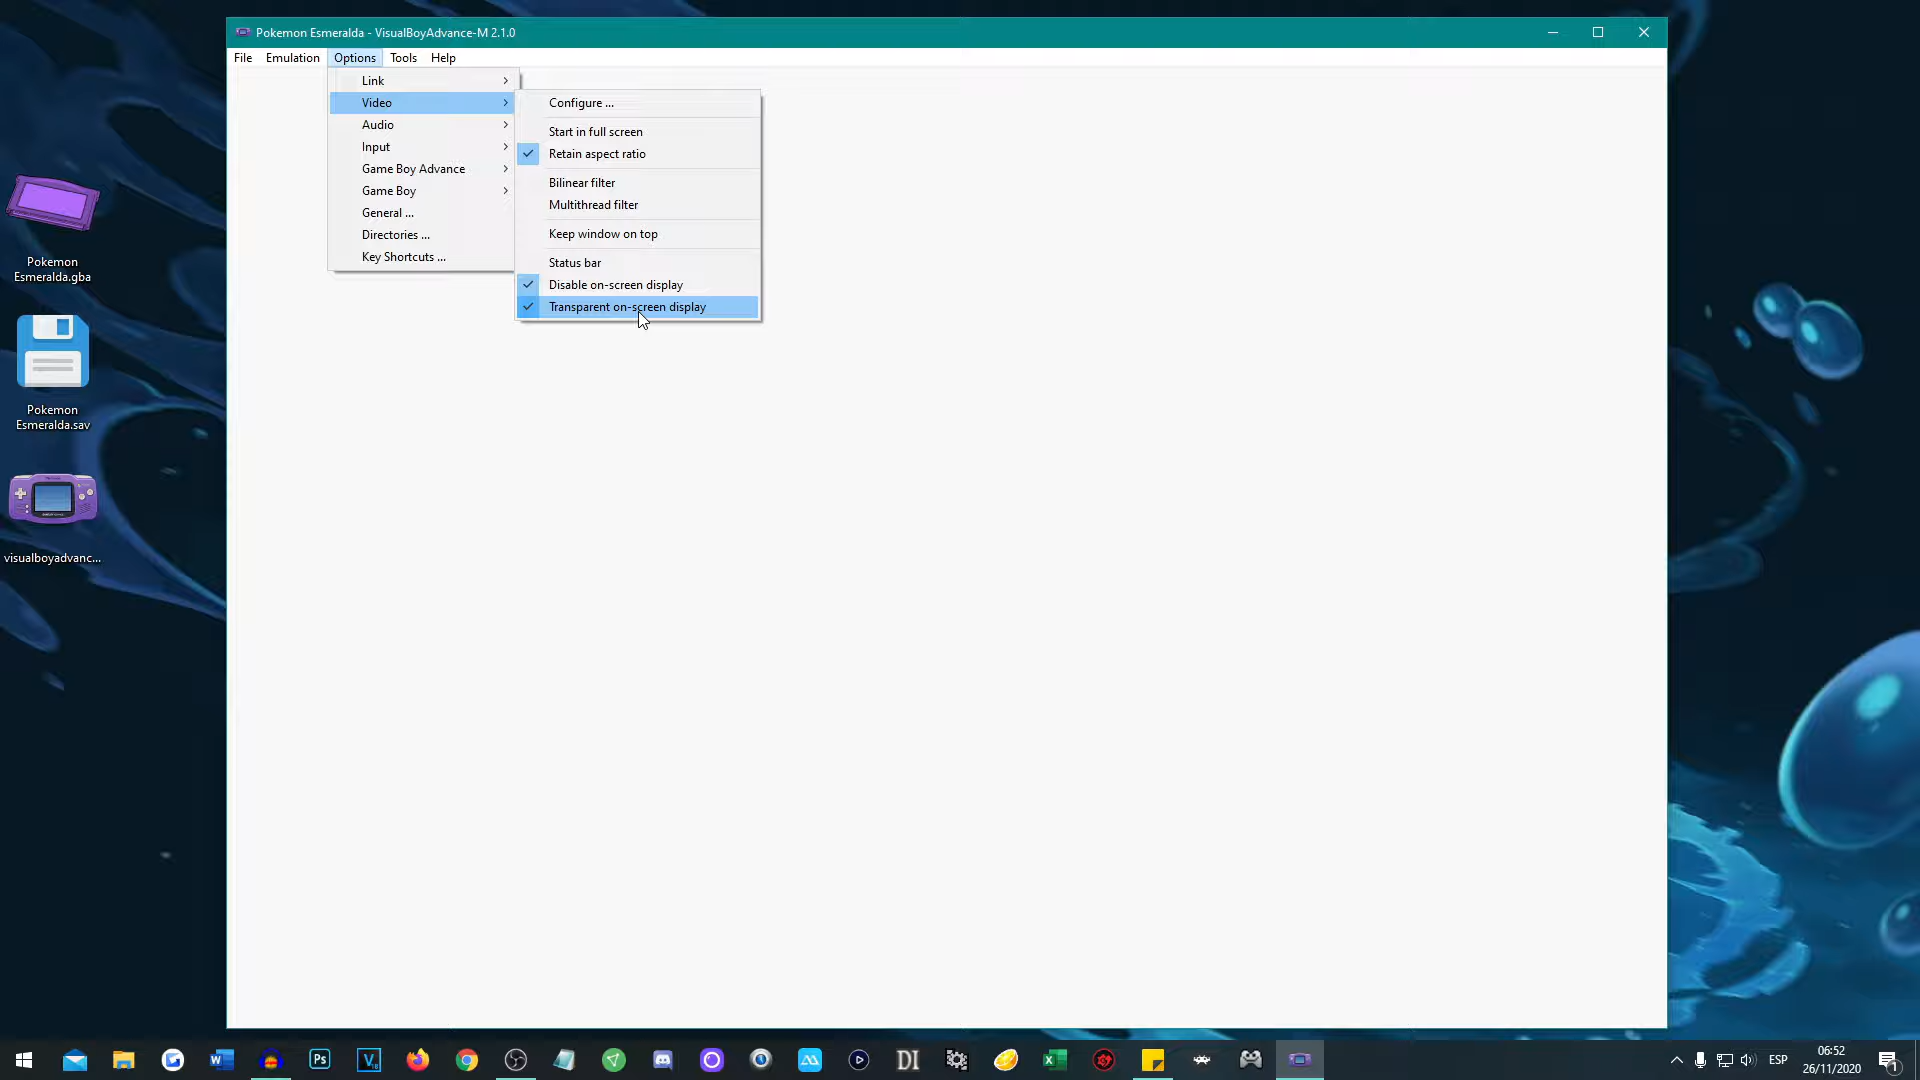 Pokemon Esmeralda - VisualBoyAdvance-M 2.1.0
File Emulation Options Tools Help
Link
Video
Audio
Input
Game Boy Advance
Game Boy
General ...
Directories ...
Key Shortcuts ...
Configure ...
Start in full screen
Retain aspect ratio
Bilinear filter
Multithread filter
Keep window on top
Status bar
Disable on-screen display
Transparent on-screen display
Pokemon
Esmeralda.gba
Pokemon
Esmeralda.sav
visualboyadvanc...
W
Ps
V
DI
ESP
06:52
26/11/2020
1